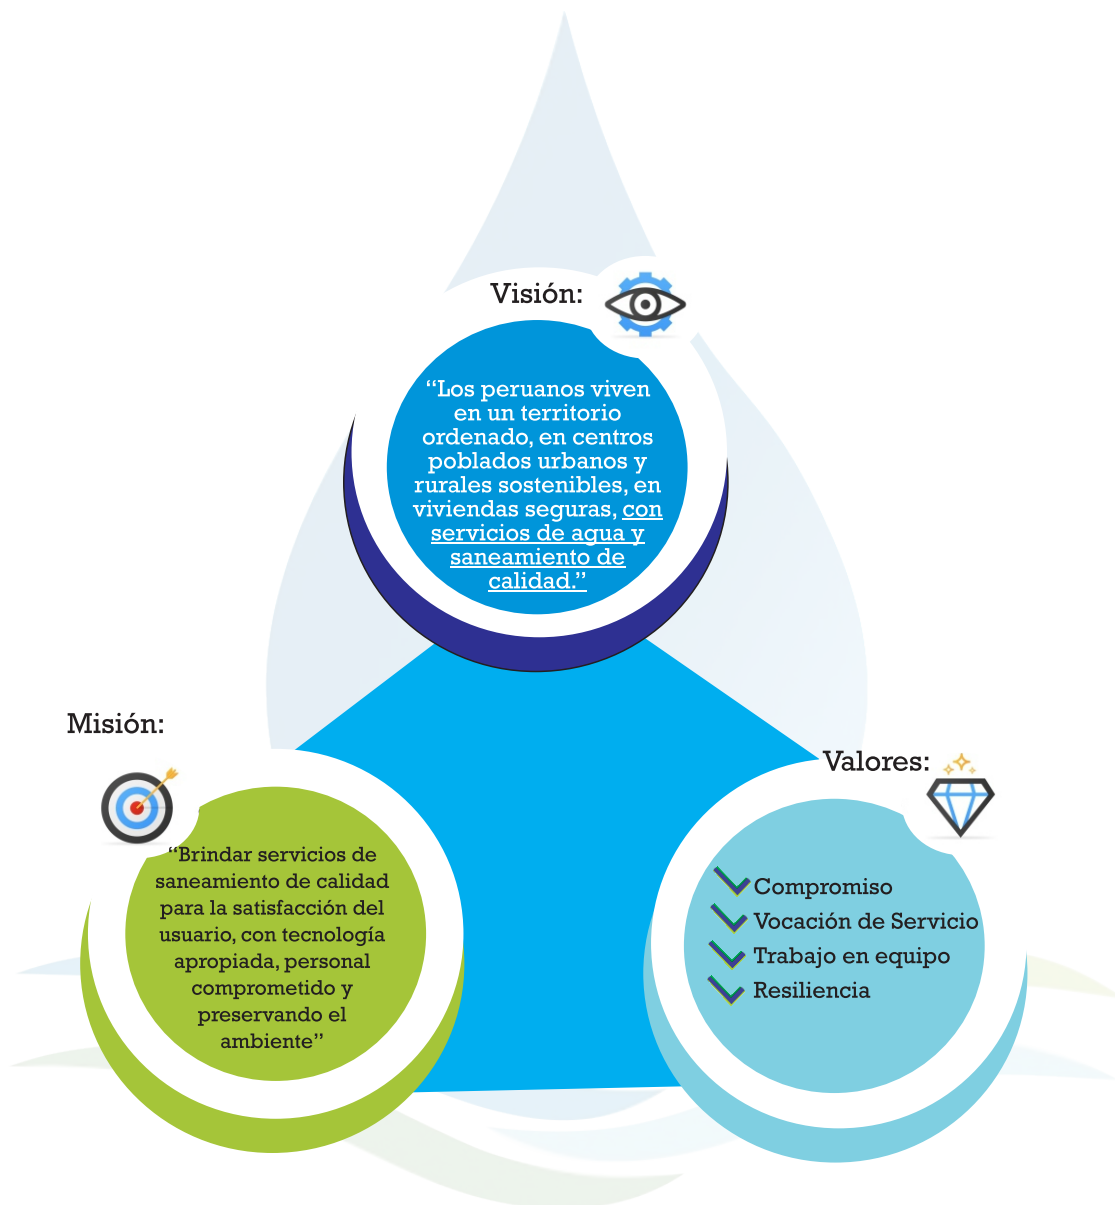 Visión:
“Los peruanos viven
en un territorio
ordenado, en centros
poblados urbanos y
rurales sostenibles, en
viviendas seguras, con
servicios de agua y
saneamiento de
calidad.”
Misión:
“Brindar servicios de
saneamiento de calidad
para la satisfacción del
usuario, con tecnología
apropiada, personal
comprometido y
preservando el
ambiente”
Valores:
Compromiso
Vocación de Servicio
Trabajo en equipo
Resiliencia